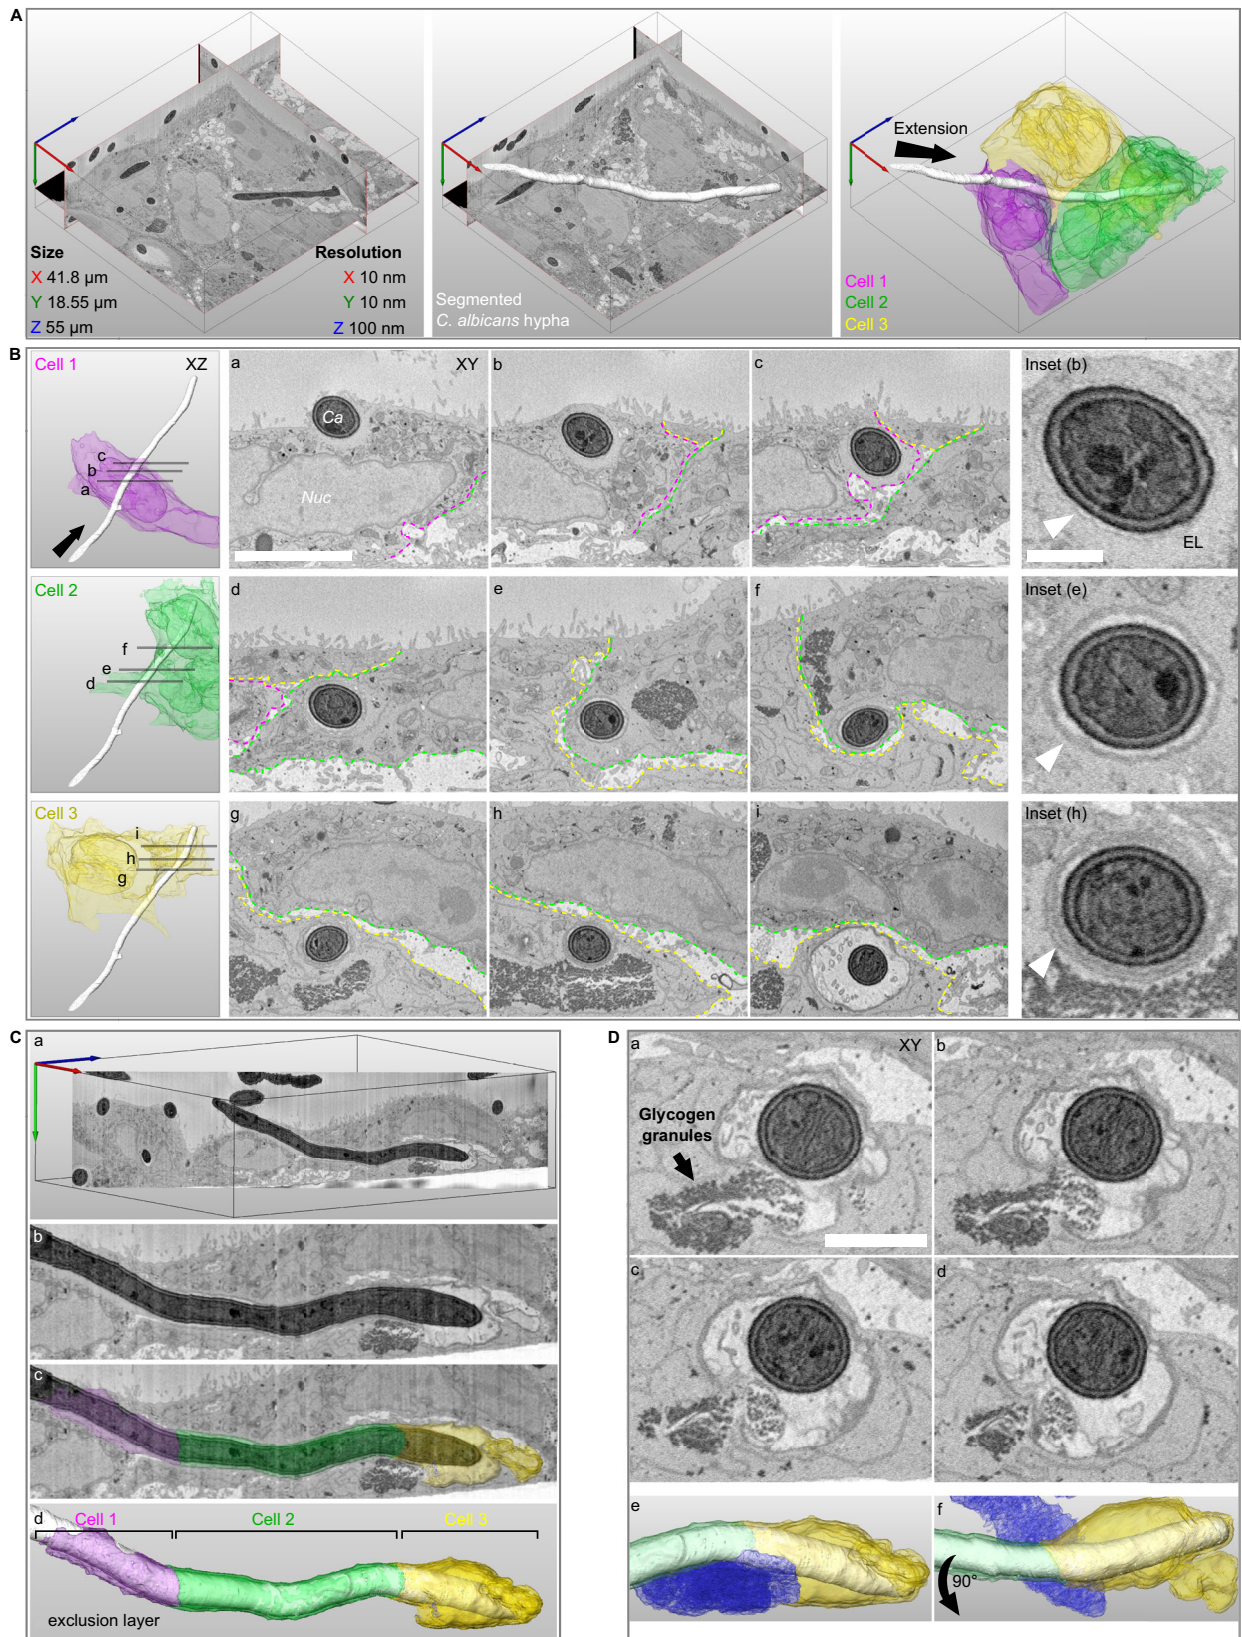 A
Size
X 41.8 µm
Y 18.55 µm
Z 55 µm
Resolution
X 10 nm
Y 10 nm
Z 100 nm
Segmented
C. albicans hypha
Extension
Cell 1
Cell 2
Cell 3
B
Cell 1
XZ
c
b
a
a
Ca
Nuc
XY
b
c
Inset (b)
EL
Cell 2
f
e
d
d
e
f
Inset (e)
Cell 3
i
h
g
g
h
i
Inset (h)
C
a
b
c
d
Cell 1
Cell 2
Cell 3
exclusion layer
D
a
XY
Glycogen
granules
b
c
d
e
f
90°